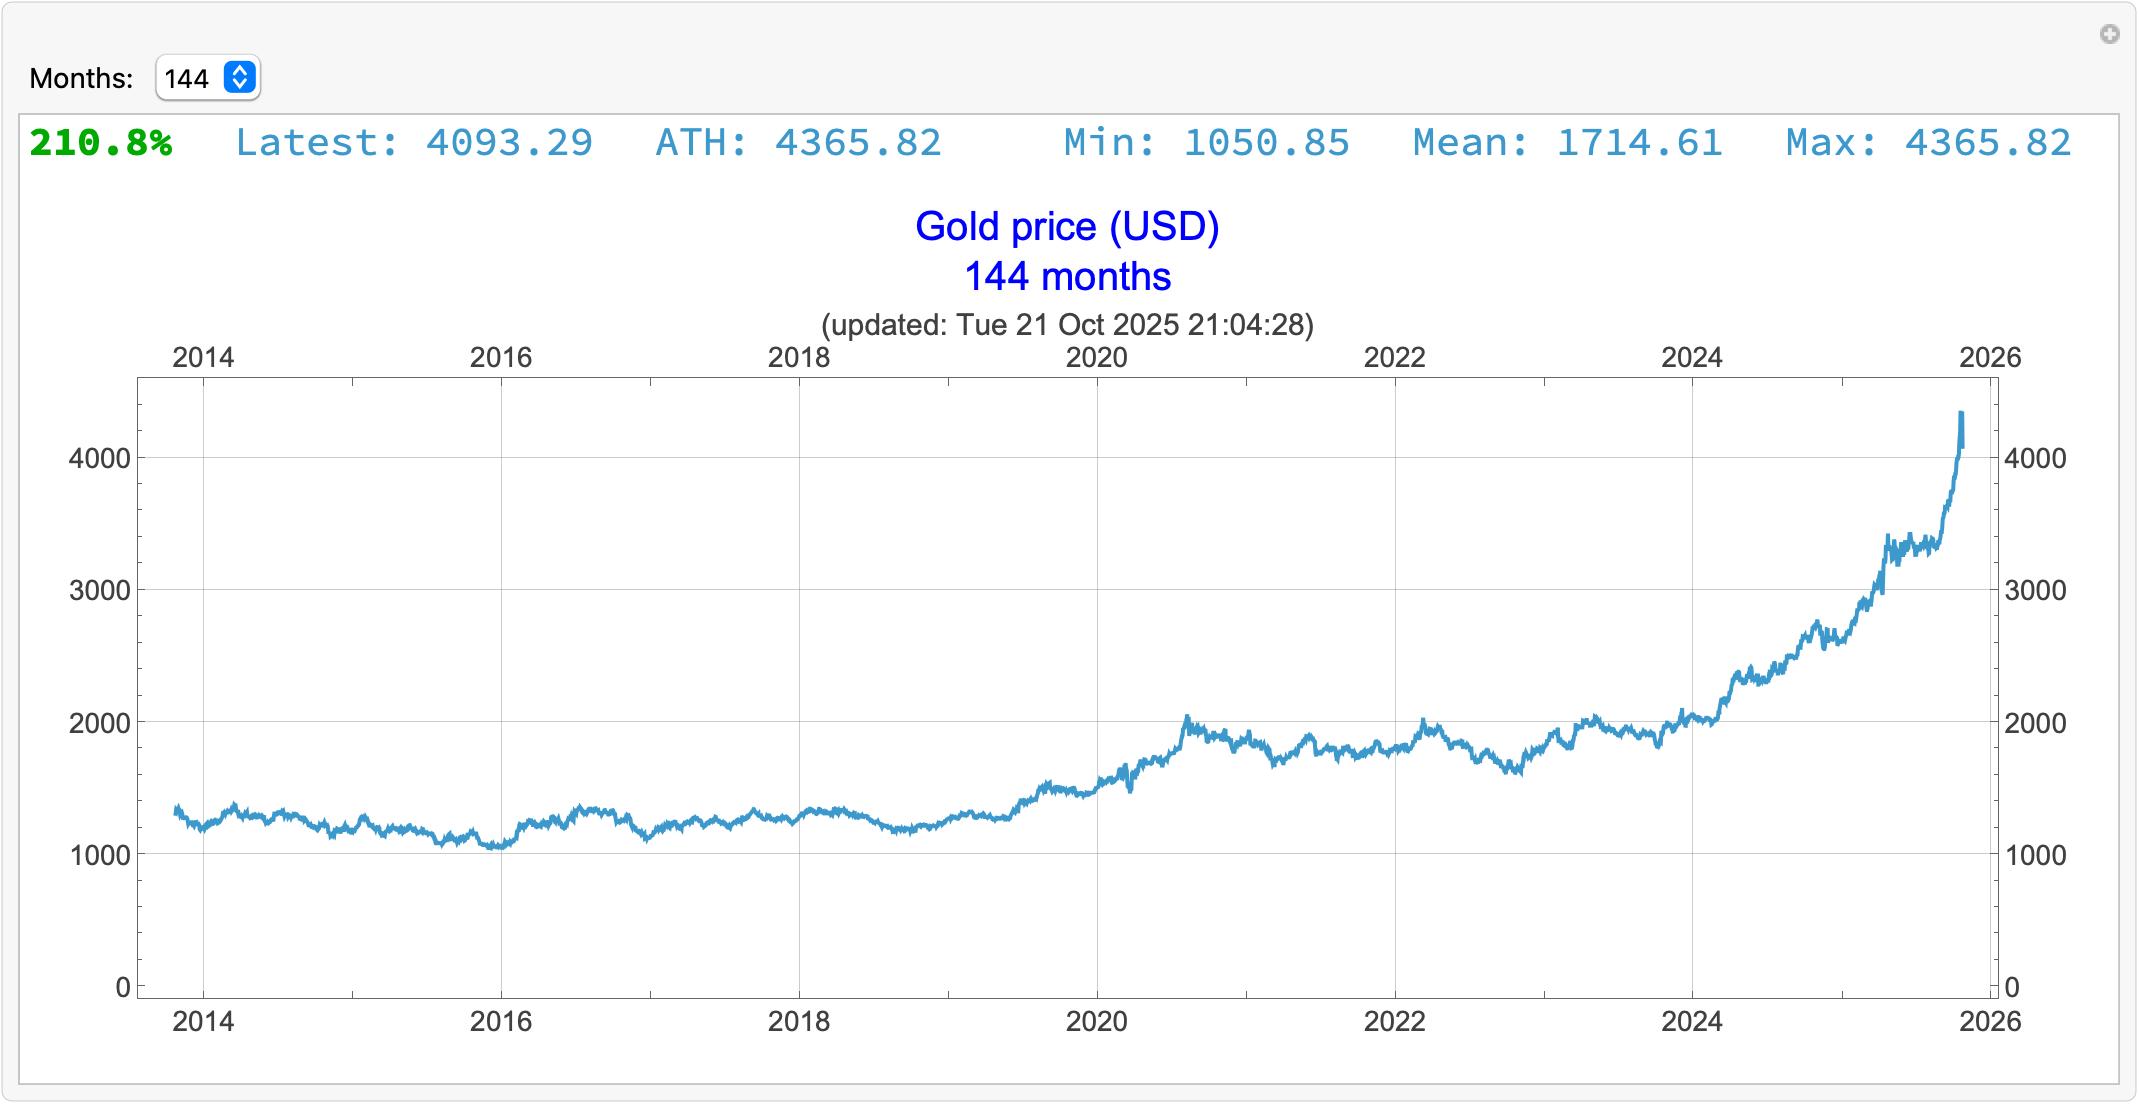 Months: 144
210.8% Latest: 4093.29 ATH: 4365.82 Min: 1050.85 Mean: 1714.61 Max: 4365.82
Gold price (USD)
144 months
(updated: Tue 21 Oct 2025 21:04:28)
2014 2016 2018 2020 2022 2024 2026
4000 4000
3000 3000
2000 2000
1000 1000
0 0
2014 2016 2018 2020 2022 2024 2026